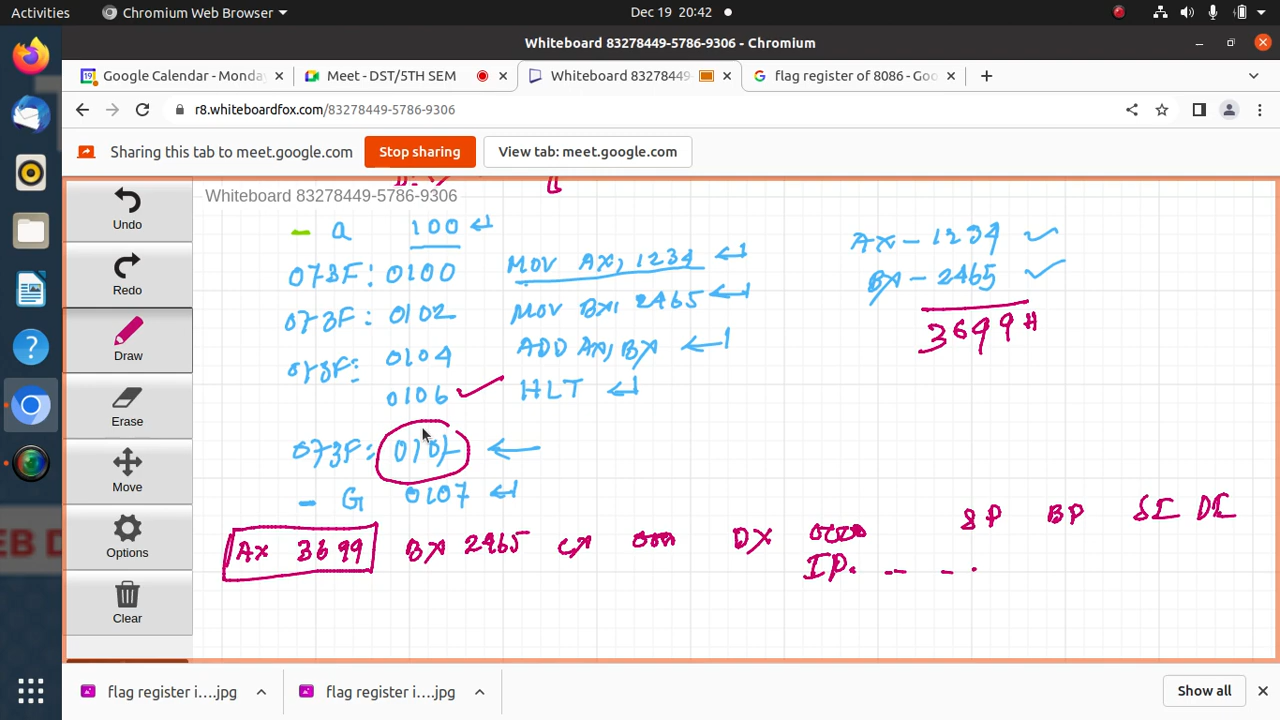 Activities Chromium Web Browser Dec 19 20:42
Whiteboard 83278449-5786-9306 - Chromium
Google Calendar - Monda Meet - DST/5TH SEM Whiteboard 83278449- flag register of 8086 - Goo
r8.whiteboardfox.com/83278449-5786-9306
Sharing this tab to meet.google.com Stop sharing View tab: meet.google.com
Whiteboard 83278449-5786-9306
Undo
Redo
Draw
Erase
Move
Options
Clear
- a 100 ↵
073F: 0100 MOV AX, 1234 ↵
073F: 0102 MOV BX, 2465 ↵
073F: 0104 ADD AX, BX ↵
0106 ✓ HLT ↵
073F: 0107 ←
- G 0107 ↵
AX - 1234 ✓
BX - 2465 ✓
3699H
SP BP SI DI
AX 3699 BX 2465 CX 0000 DX 0000
IP. -- - .
flag register i....jpg flag register i....jpg Show all